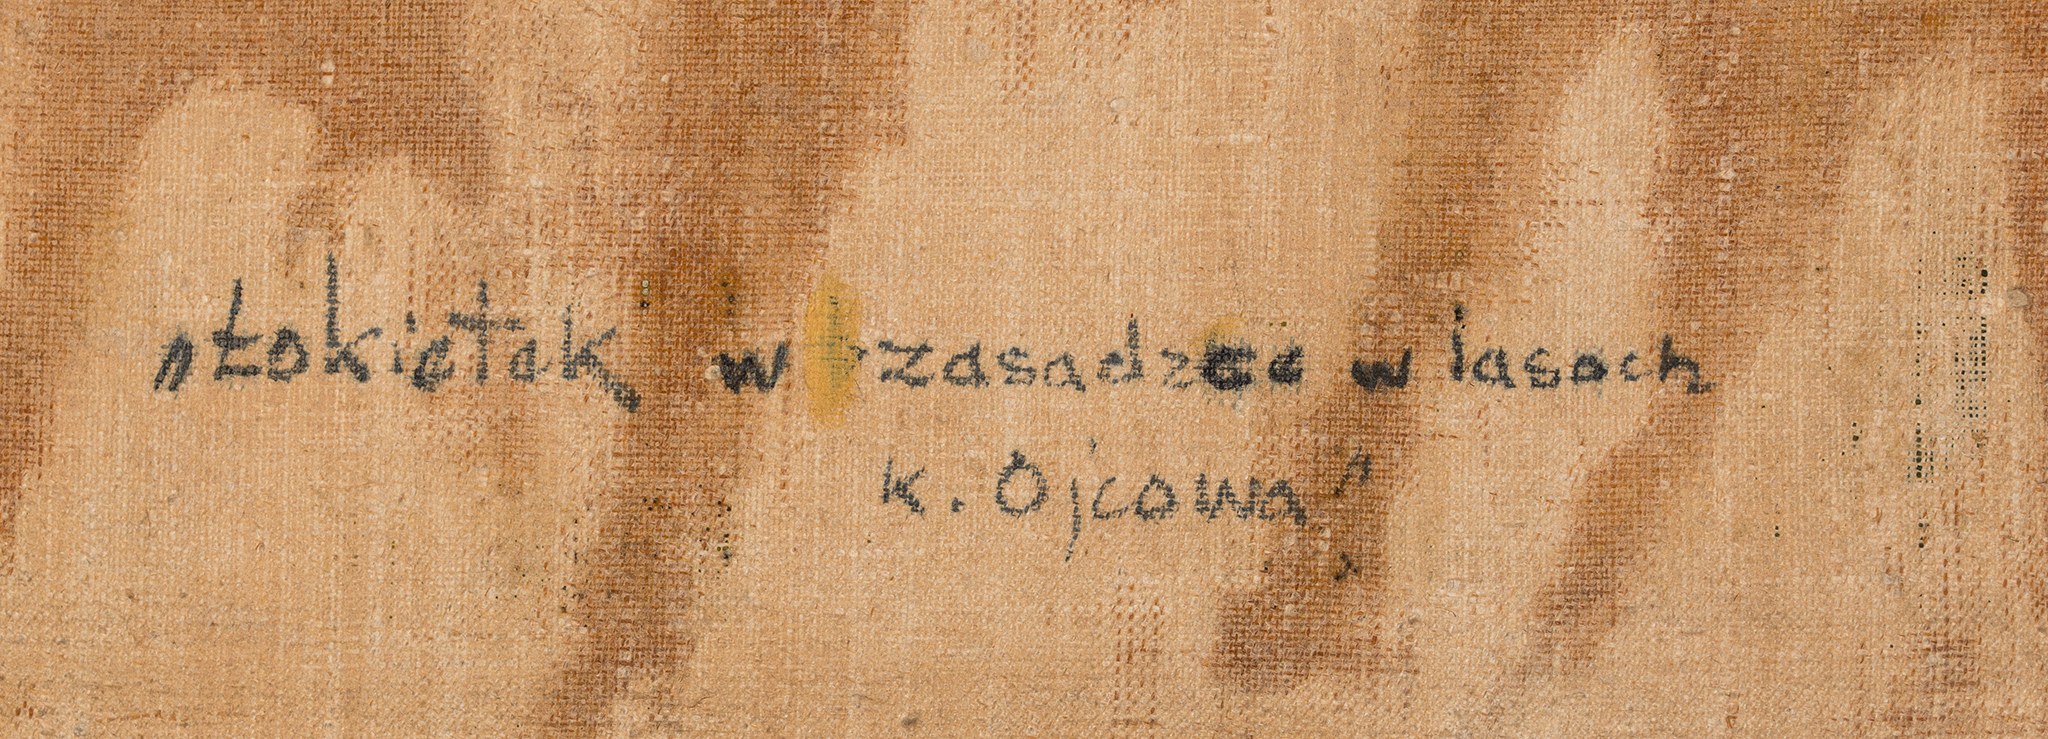 „Łokietek w zasadzce w lasach
k. Ojcowa”